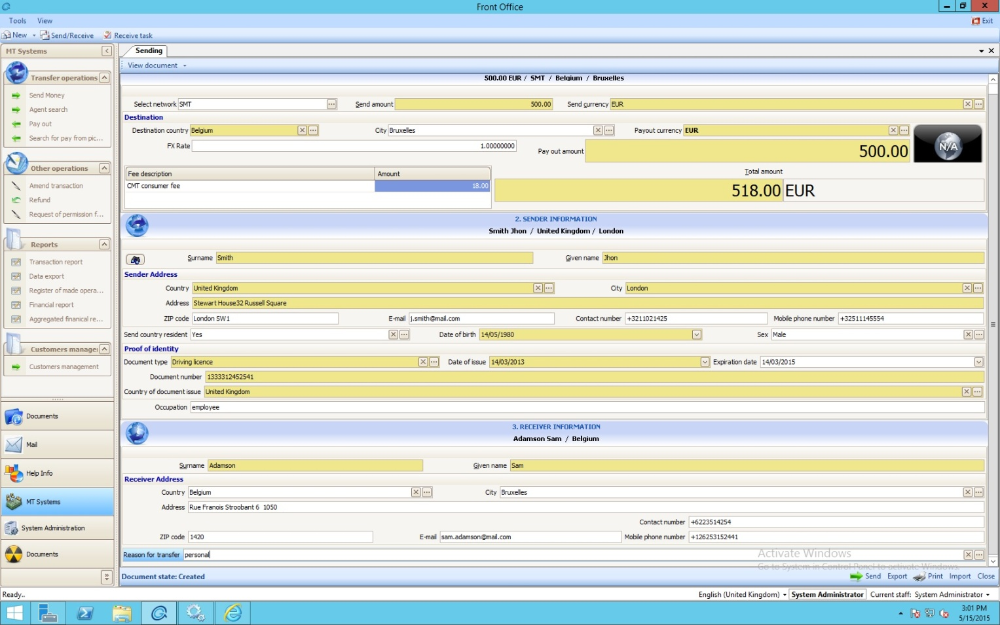 Front Office
Tools View Exit
New Send/Receive Receive task
MT Systems
Transfer operations
Send Money
Agent search
Pay out
Search for pay from pic...
Other operations
Amend transaction
Refund
Request of permission f...
Reports
Transaction report
Data export
Register of made opera...
Financial report
Aggregated finanical re...
Customers manage
Customers management
Documents
Mail
Help Info
MT Systems
System Administration
Documents
Sending
View document
500.00 EUR / SMT / Belgium / Bruxelles
Select network SMT Send amount 500.00 Send currency EUR
Destination
Destination country Belgium City Bruxelles Payout currency EUR
N/A
FX Rate 1.00000000 Pay out amount 500.00
Fee description Amount Total amount
CMT consumer fee 18.00 518.00 EUR
2. SENDER INFORMATION
Smith Jhon / United Kingdom / London
Surname Smith Given name Jhon
Sender Address
Country United Kingdom City London
Address Stewart House32 Russell Square
ZIP code London SW1 E-mail j.smith@mail.com Contact number +3211021425 Mobile phone number +32511145554
Send country resident Yes Date of birth 14/05/1980 Sex Male
Proof of identity
Document type Driving licence Date of issue 14/03/2013 Expiration date 14/03/2015
Document number 1333312452541
Country of document issue United Kingdom
Occupation employee
3. RECEIVER INFORMATION
Adamson Sam / Belgium
Surname Adamson Given name Sam
Receiver Address
Country Belgium City Bruxelles
Address Rue Franois Stroobant 6 1050
Contact number +6223514254
ZIP code 1420 E-mail sam.adamson@mail.com Mobile phone number +126253152441
Reason for transfer personal
Activate Windows
Go to System in Control Panel to activate Windows.
Document state: Created Send Export Print Import Close
Ready.. English (United Kingdom) System Administrator Current staff: System Administrator
3:01 PM
5/15/2015